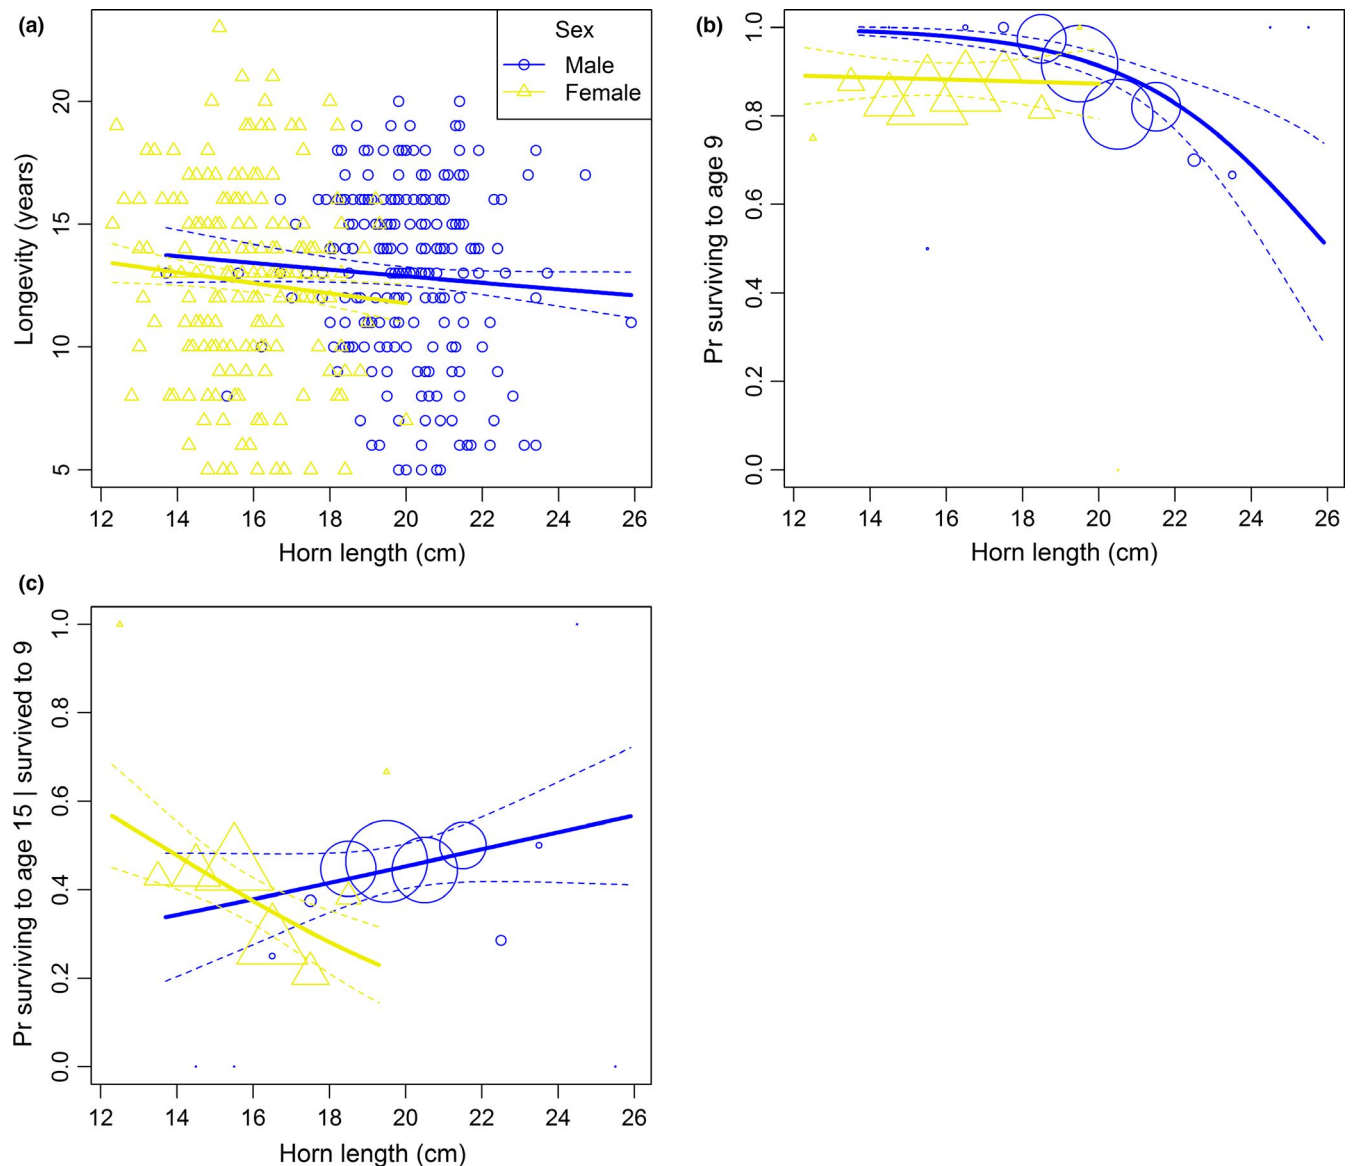 (a)
Sex
Male
Female
Longevity (years)
20
15
10
5
12 14 16 18 20 22 24 26
Horn length (cm)
(b)
Pr surviving to age 9
1.0
0.8
0.6
0.4
0.2
0.0
12 14 16 18 20 22 24 26
Horn length (cm)
(c)
Pr surviving to age 15 | survived to 9
1.0
0.8
0.6
0.4
0.2
0.0
12 14 16 18 20 22 24 26
Horn length (cm)